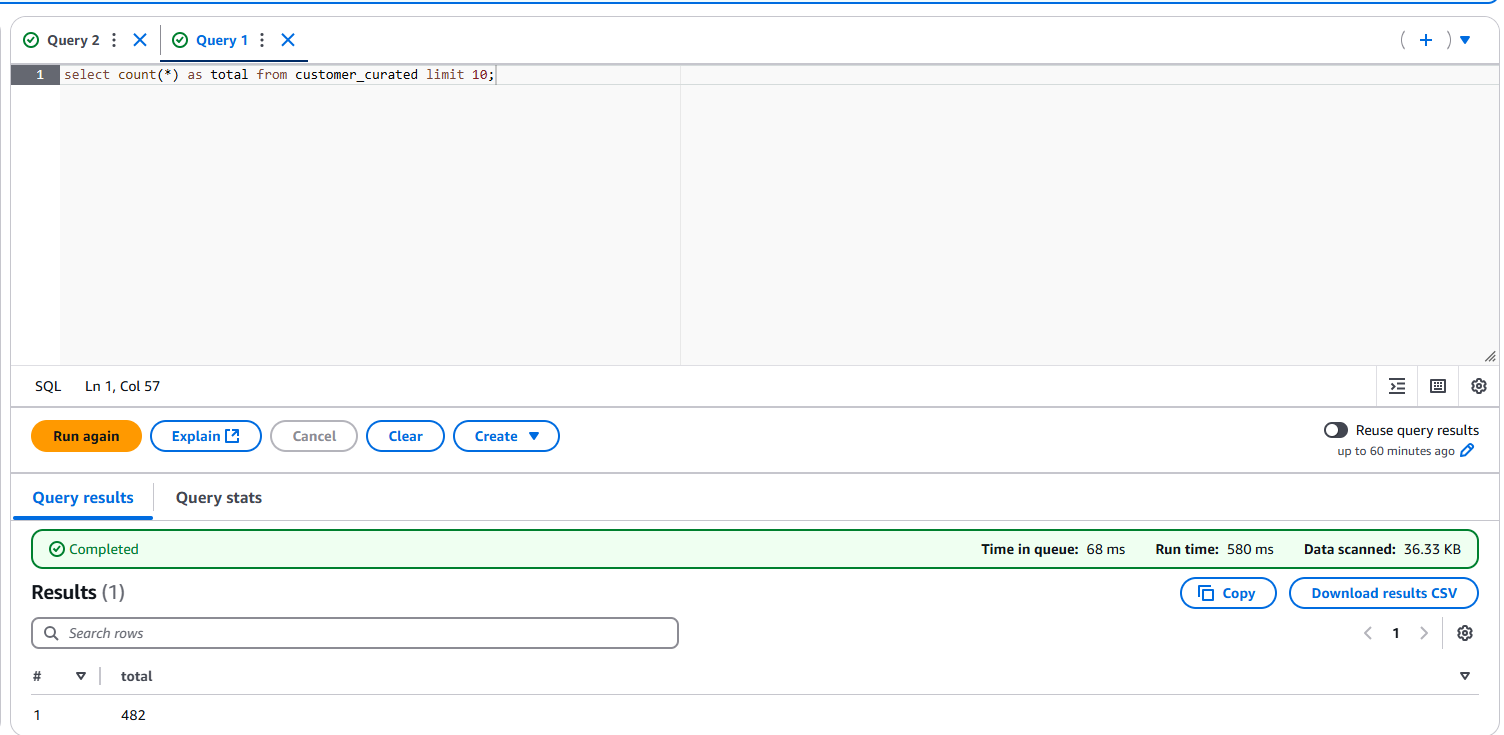 Query 2
Query 1
1 select count(*) as total from customer_curated limit 10;
SQL Ln 1, Col 57
Run again Explain Cancel Clear Create
Reuse query results
up to 60 minutes ago
Query results Query stats
Completed Time in queue: 68 ms Run time: 580 ms Data scanned: 36.33 KB
Results (1) Copy Download results CSV
Search rows 1
# total
1 482